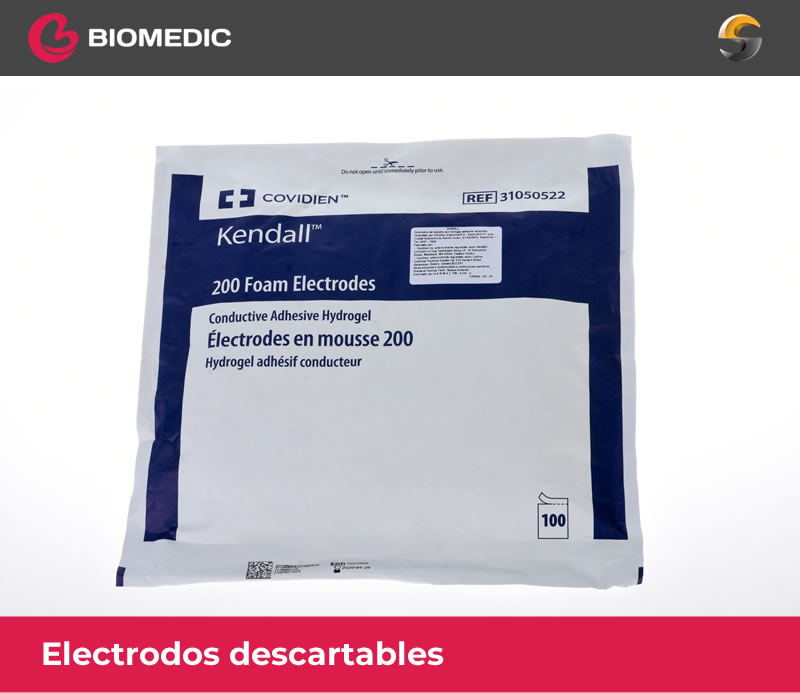 BIOMEDIC
Do not open until immediately prior to use.
COVIDIEN™
REF 31050522
Kendall™
200 Foam Electrodes
Conductive Adhesive Hydrogel
Électrodes en mousse 200
Hydrogel adhésif conducteur
100
Electrodos descartables